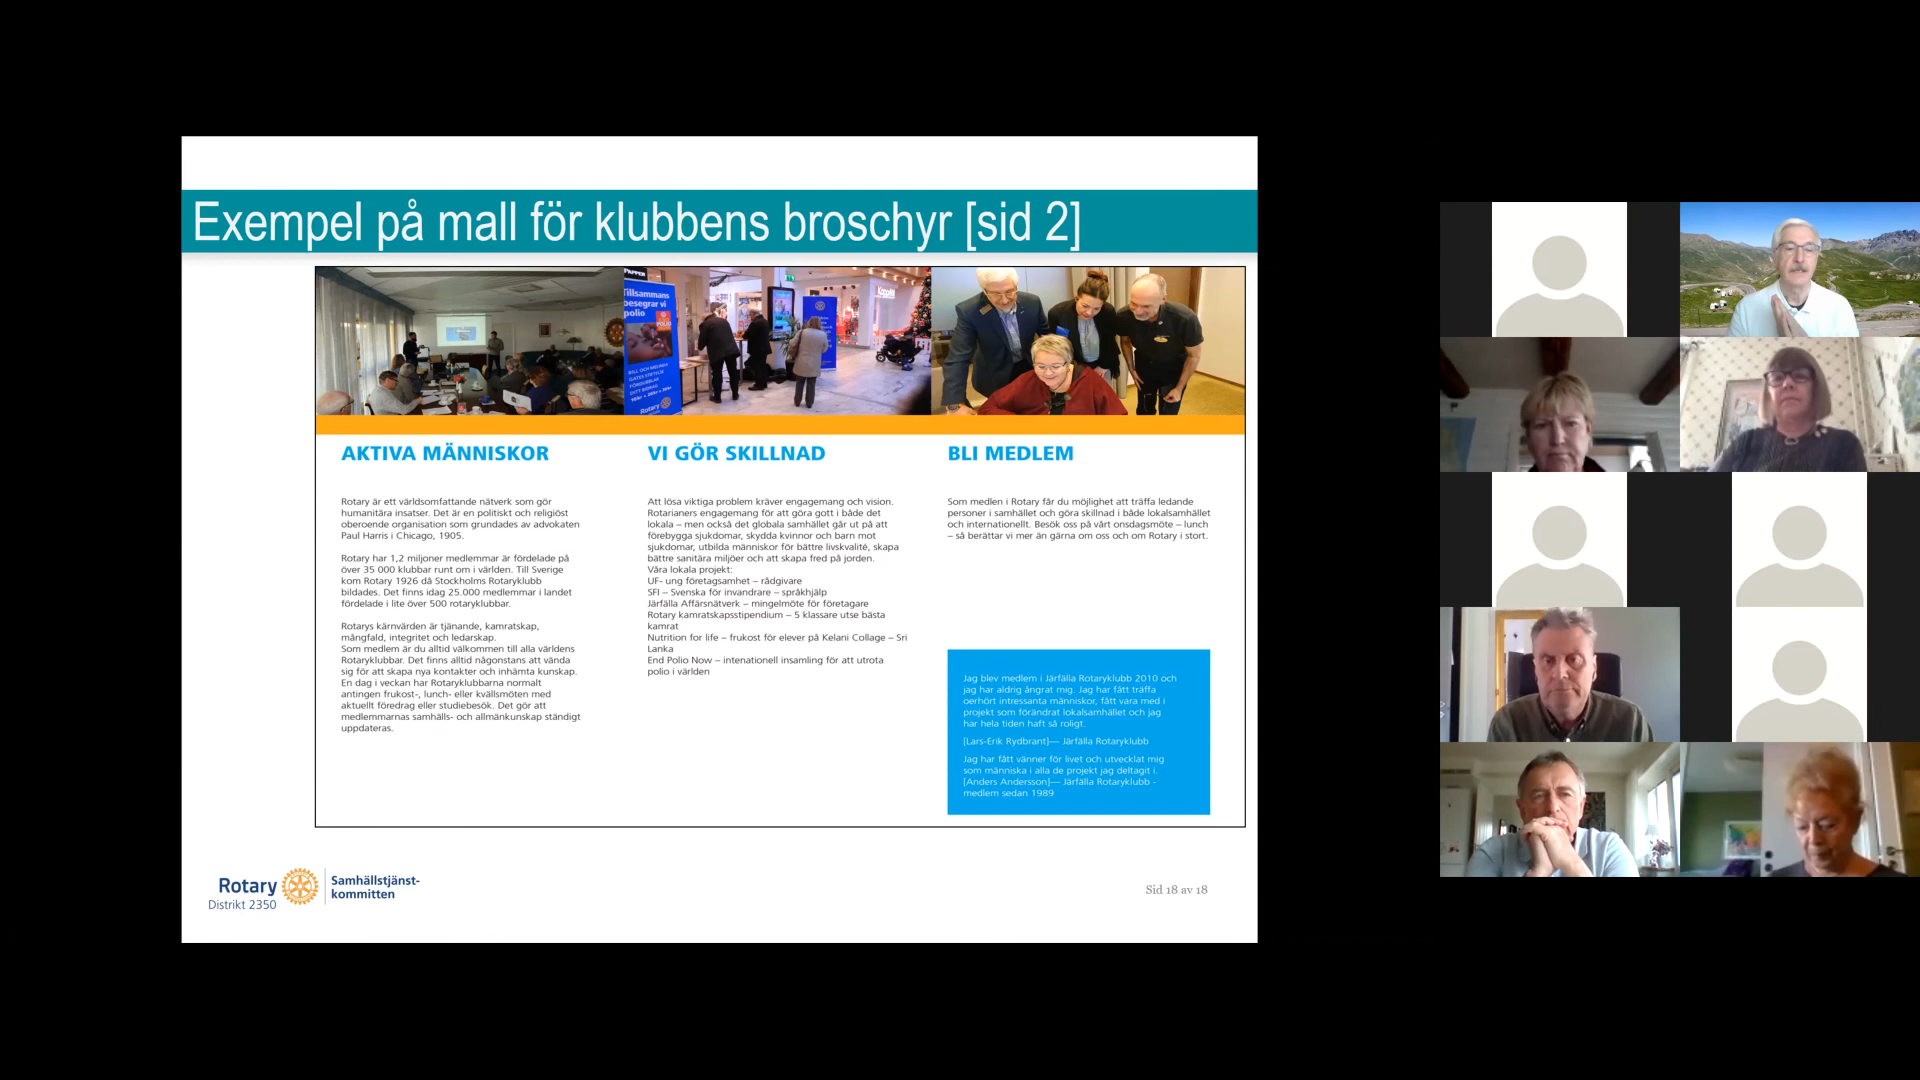 Exempel på mall för klubbens broschyr [sid 2]
Tillsammans
besegrar vi
polio
BILL OCH MELINDA
GATES STIFTELSE
FÖRDUBBLAR
DITT BIDRAG
Rotary
AKTIVA MÄNNISKOR
Rotary är ett världsomfattande nätverk som gör
humanitära insatser. Det är en politiskt och religiöst
oberoende organisation som grundades av advokaten
Paul Harris i Chicago, 1905.
Rotary har 1,2 miljoner medlemmar är fördelade på
över 35 000 klubbar runt om i världen. Till Sverige
kom Rotary 1926 då Stockholms Rotaryklubb
bildades. Det finns idag 25.000 medlemmar i landet
fördelade i lite över 500 rotaryklubbar.
Rotarys kärnvärden är tjänande, kamratskap,
mångfald, integritet och ledarskap.
Som medlem är du alltid välkommen till alla världens
Rotaryklubbar. Det finns alltid någonstans att vända
sig för att skapa nya kontakter och inhämta kunskap.
En dag i veckan har Rotaryklubbarna normalt
antingen frukost-, lunch- eller kvällsmöten med
aktuellt föredrag eller studiebesök. Det gör att
medlemmarnas samhälls- och allmänkunskap ständigt
uppdateras.
VI GÖR SKILLNAD
Att lösa viktiga problem kräver engagemang och vision.
Rotarianers engagemang för att göra gott i både det
lokala – men också det globala samhället går ut på att
förebygga sjukdomar, skydda kvinnor och barn mot
sjukdomar, utbilda människor för bättre livskvalité, skapa
bättre sanitära miljöer och att skapa fred på jorden.
Våra lokala projekt:
UF- ung företagsamhet – rådgivare
SFI – Svenska för invandrare – språkhjälp
Järfälla Affärsnätverk – mingelmöte för företagare
Rotary kamratskapsstipendium – 5 klassare utse bästa
kamrat
Nutrition for life – frukost för elever på Kelani Collage – Sri
Lanka
End Polio Now – intenationell insamling för att utrota
polio i världen
BLI MEDLEM
Som medlen i Rotary får du möjlighet att träffa ledande
personer i samhället och göra skillnad i både lokalsamhället
och internationellt. Besök oss på vårt onsdagsmöte – lunch
– så berättar vi mer än gärna om oss och om Rotary i stort.
Jag blev medlem i Järfälla Rotaryklubb 2010 och
jag har aldrig ångrat mig. Jag har fått träffa
oerhört intressanta människor, fått vara med i
projekt som förändrat lokalsamhället och jag
har hela tiden haft så roligt.
[Lars-Erik Rydbrant]— Järfälla Rotaryklubb
Jag har fått vänner för livet och utvecklat mig
som människa i alla de projekt jag deltagit i.
[Anders Andersson]— Järfälla Rotaryklubb -
medlem sedan 1989
Rotary
Distrikt 2350
Samhällstjänst-
kommitten
Sid 18 av 18